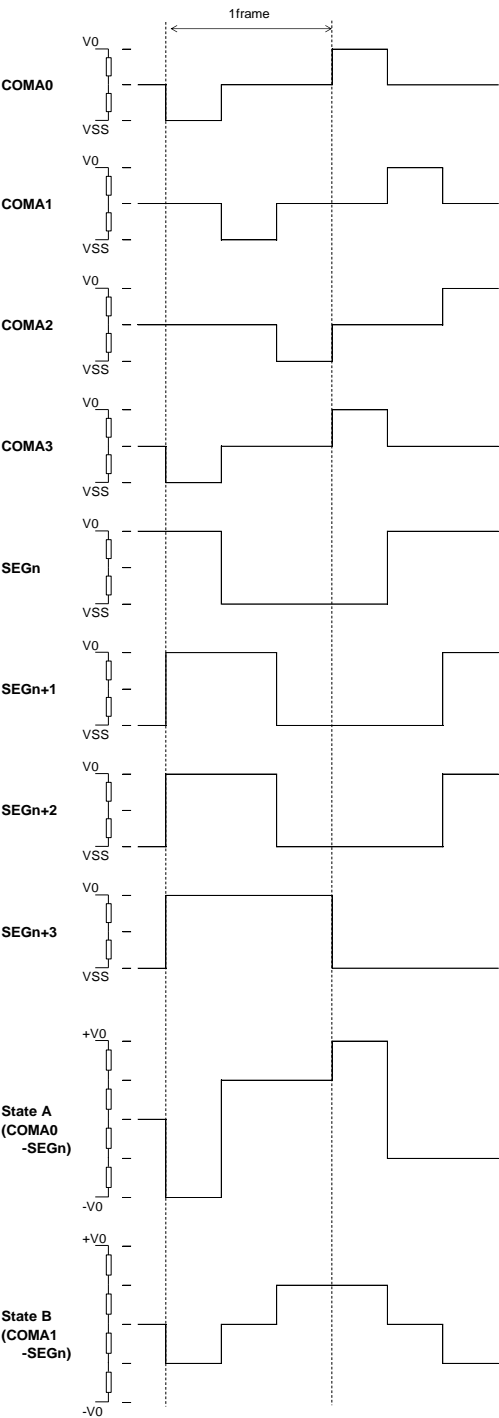 1frame
V0
COMA0
VSS
V0
COMA1
VSS
V0
COMA2
VSS
V0
COMA3
VSS
V0
SEGn
VSS
V0
SEGn+1
VSS
V0
SEGn+2
VSS
V0
SEGn+3
VSS
+V0
State A
(COMA0
-SEGn)
-V0
+V0
State B
(COMA1
-SEGn)
-V0